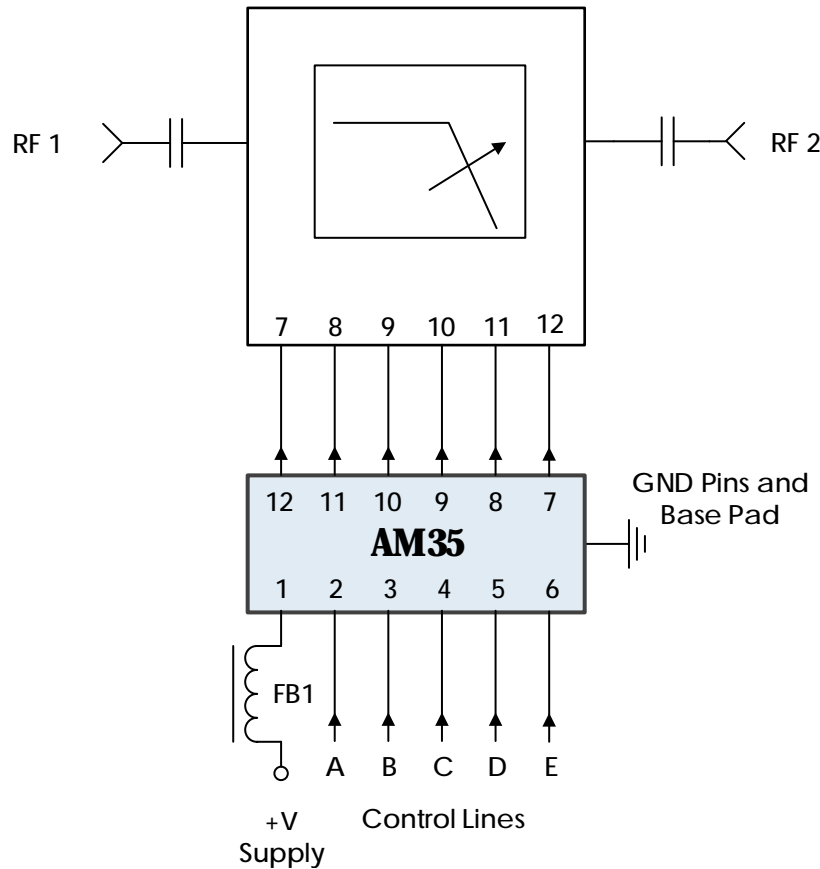 RF 1
RF 2
7 8 9 10 11 12
GND Pins and
Base Pad
12 11 10 9 8 7
AM35
1 2 3 4 5 6
FB1
A B C D E
+V
Supply
Control Lines